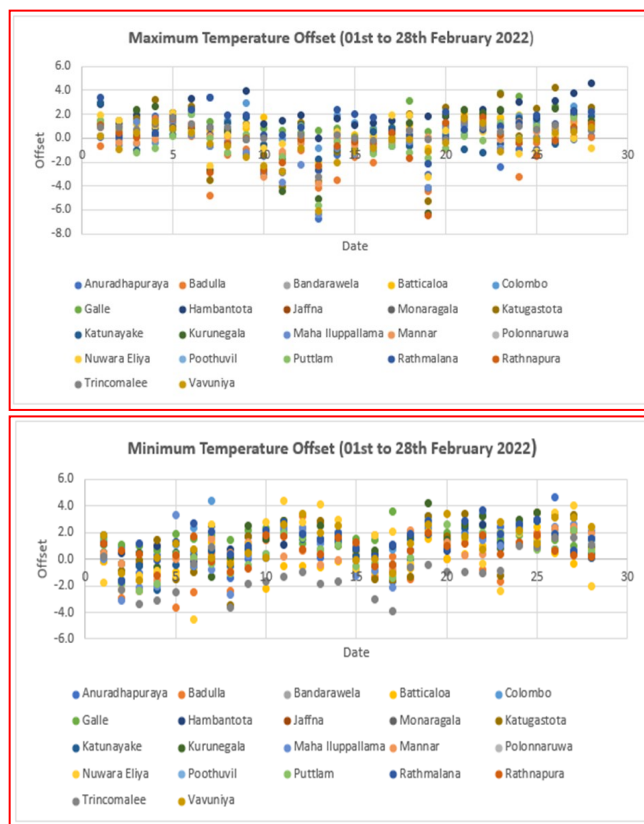 Maximum Temperature Offset (01st to 28th February 2022)
6.0
4.0
2.0
0.0
-2.0
-4.0
-6.0
-8.0
0 5 10 15 20 25 30
Offset
Date
Anuradhapuraya Badulla Bandarawela Batticaloa Colombo
Galle Hambantota Jaffna Monaragala Katugastota
Katunayake Kurunegala Maha Iluppallama Mannar Polonnaruwa
Nuwara Eliya Poothuvil Puttlam Rathmalana Rathnapura
Trincomalee Vavuniya
Minimum Temperature Offset (01st to 28th February 2022)
6.0
4.0
2.0
0.0
-2.0
-4.0
-6.0
0 5 10 15 20 25 30
Offset
Date
Anuradhapuraya Badulla Bandarawela Batticaloa Colombo
Galle Hambantota Jaffna Monaragala Katugastota
Katunayake Kurunegala Maha Iluppallama Mannar Polonnaruwa
Nuwara Eliya Poothuvil Puttlam Rathmalana Rathnapura
Trincomalee Vavuniya